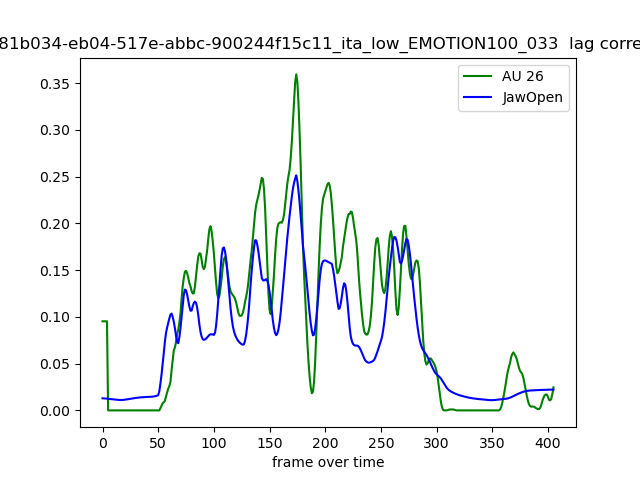 81b034-eb04-517e-abbc-900244f15c11_ita_low_EMOTION100_033 lag corre
AU 26
JawOpen
0.35
0.30
0.25
0.20
0.15
0.10
0.05
0.00
0 50 100 150 200 250 300 350 400
frame over time